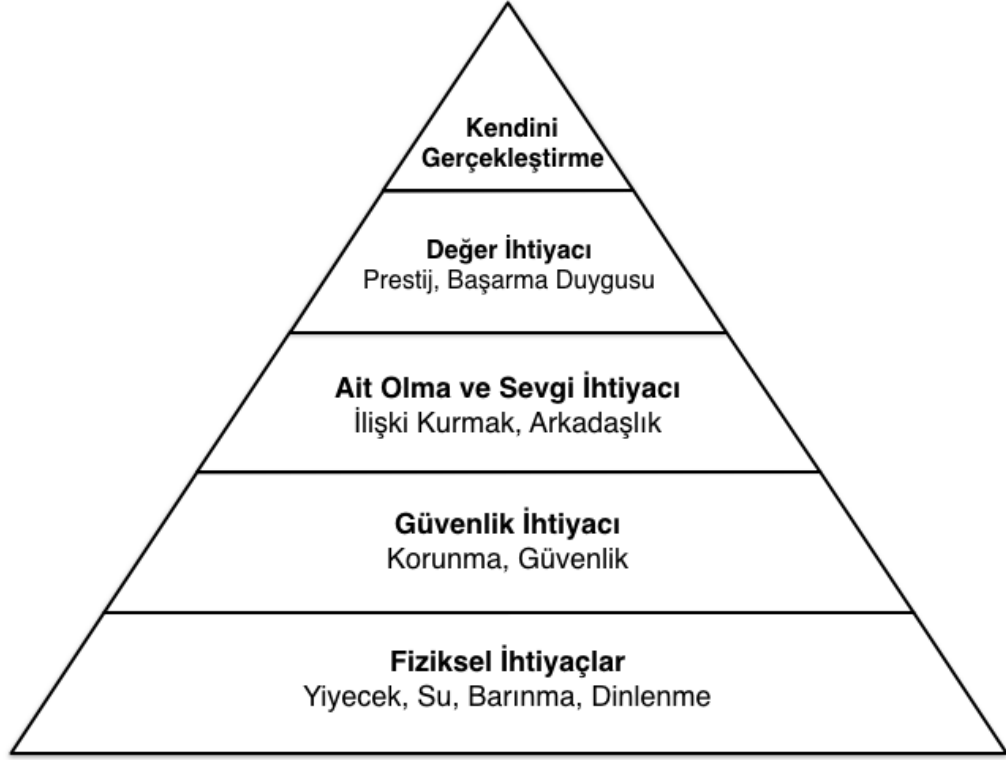 Kendini
Gerçekleştirme
Değer İhtiyacı
Prestij, Başarma Duygusu
Ait Olma ve Sevgi İhtiyacı
İlişki Kurmak, Arkadaşlık
Güvenlik İhtiyacı
Korunma, Güvenlik
Fiziksel İhtiyaçlar
Yiyecek, Su, Barınma, Dinlenme